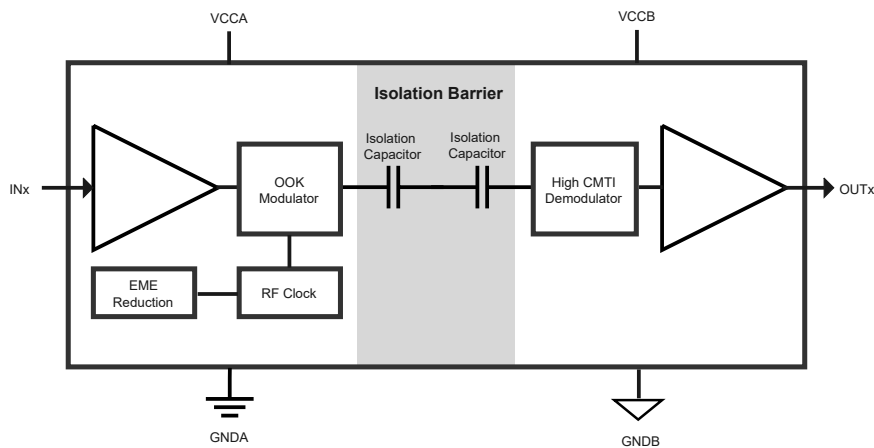 VCCA
VCCB
Isolation Barrier
Isolation
Capacitor
Isolation
Capacitor
INx
OOK
Modulator
High CMTI
Demodulator
OUTx
EME
Reduction
RF Clock
GNDA
GNDB